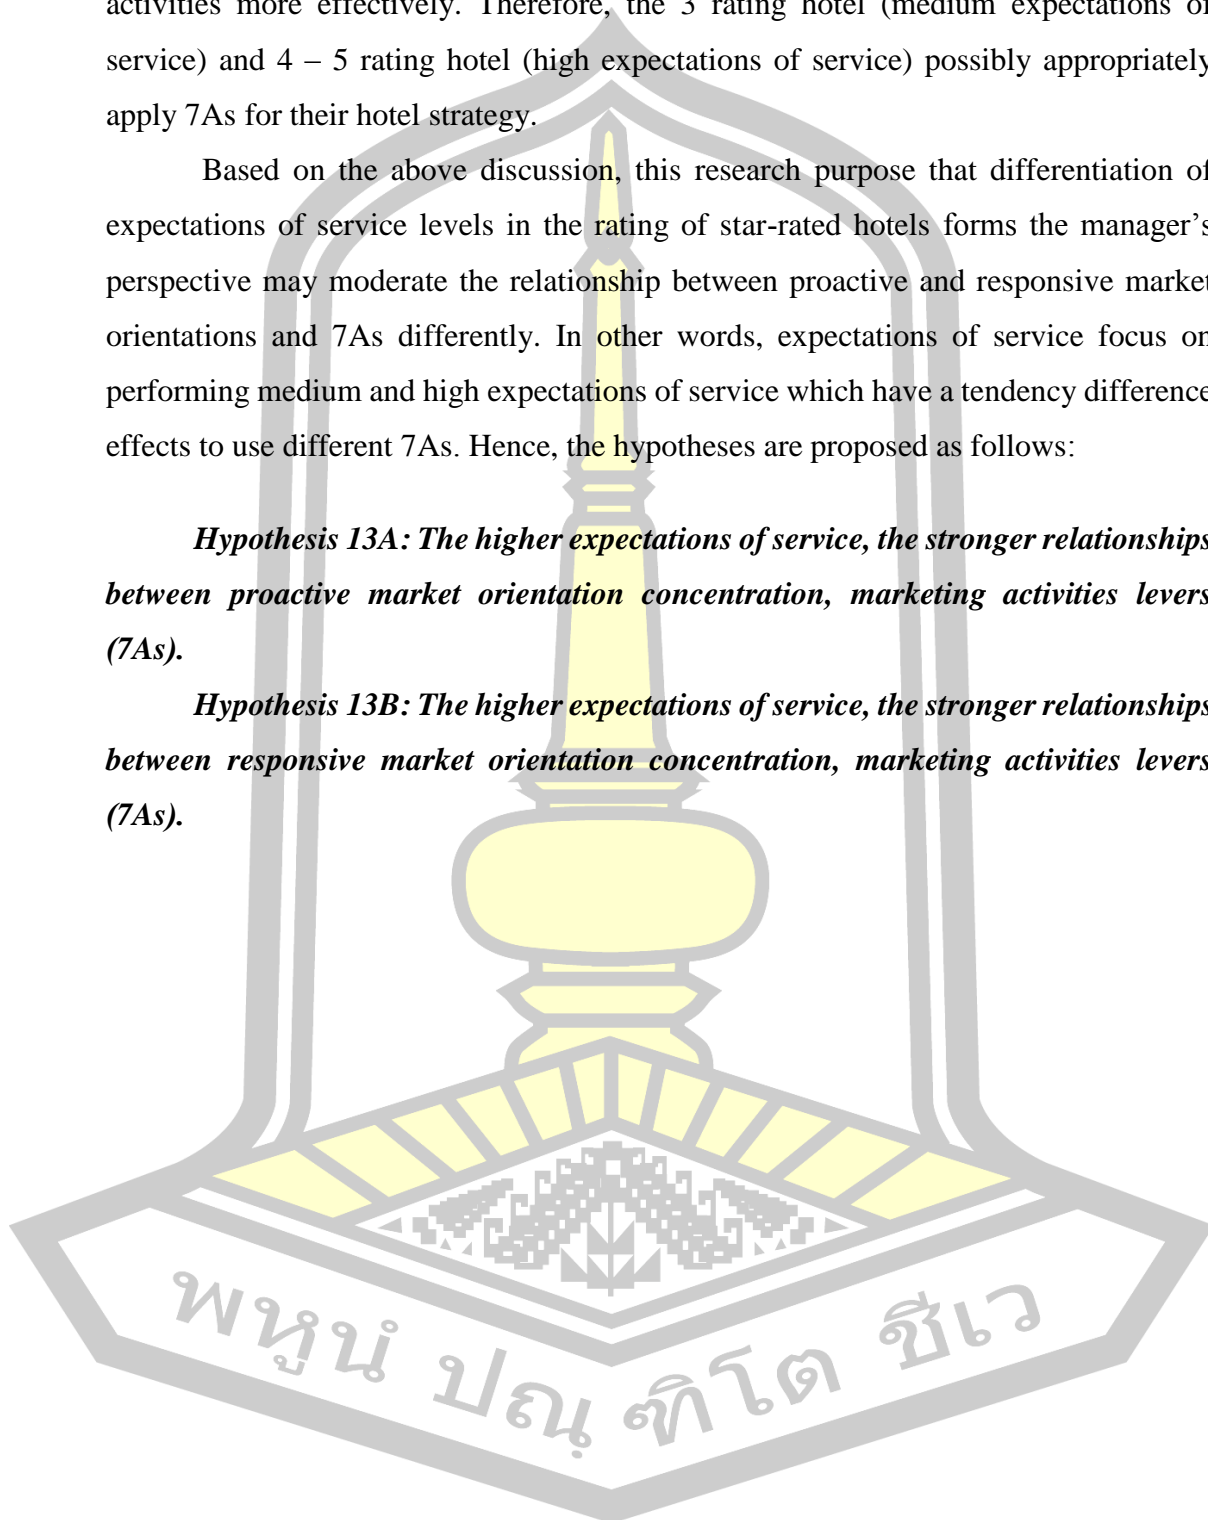 activities more effectively. Therefore, the 3 rating hotel (medium expectations of
service) and 4 – 5 rating hotel (high expectations of service) possibly appropriately
apply 7As for their hotel strategy.
Based on the above discussion, this research purpose that differentiation of
expectations of service levels in the rating of star-rated hotels forms the manager’s
perspective may moderate the relationship between proactive and responsive market
orientations and 7As differently. In other words, expectations of service focus on
performing medium and high expectations of service which have a tendency difference
effects to use different 7As. Hence, the hypotheses are proposed as follows:
Hypothesis 13A: The higher expectations of service, the stronger relationships
between proactive market orientation concentration, marketing activities levers
(7As).
Hypothesis 13B: The higher expectations of service, the stronger relationships
between responsive market orientation concentration, marketing activities levers
(7As).
พหูนํ ปณฺฑิโต ชีเว